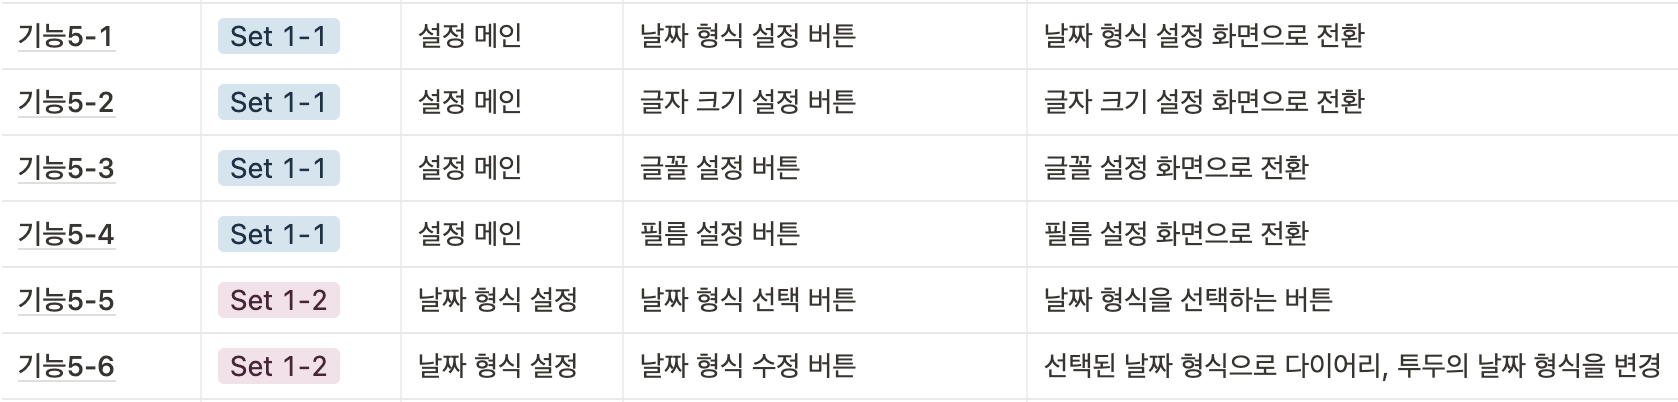 기능5-1 Set 1-1 설정 메인 날짜 형식 설정 버튼 날짜 형식 설정 화면으로 전환
기능5-2 Set 1-1 설정 메인 글자 크기 설정 버튼 글자 크기 설정 화면으로 전환
기능5-3 Set 1-1 설정 메인 글꼴 설정 버튼 글꼴 설정 화면으로 전환
기능5-4 Set 1-1 설정 메인 필름 설정 버튼 필름 설정 화면으로 전환
기능5-5 Set 1-2 날짜 형식 설정 날짜 형식 선택 버튼 날짜 형식을 선택하는 버튼
기능5-6 Set 1-2 날짜 형식 설정 날짜 형식 수정 버튼 선택된 날짜 형식으로 다이어리, 투두의 날짜 형식을 변경